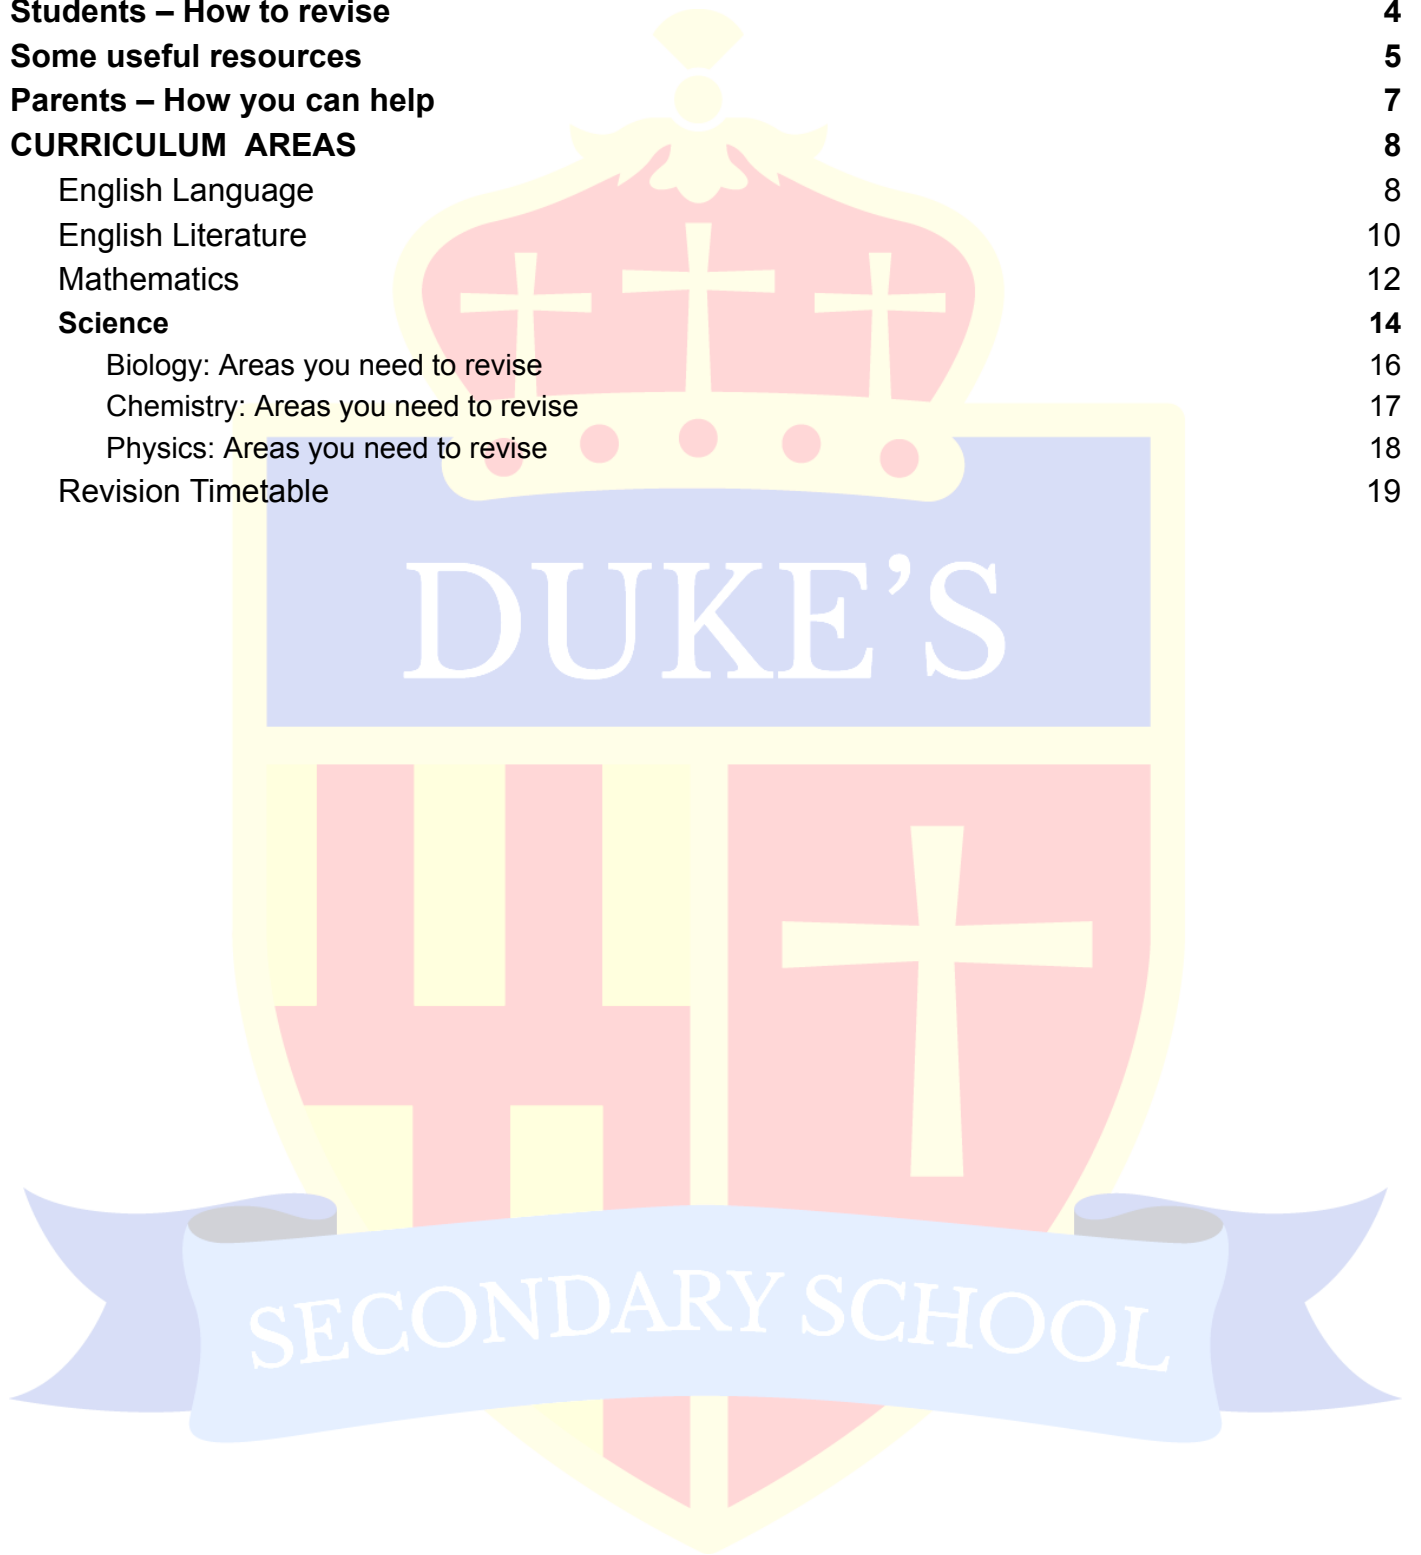 Students – How to revise 4
Some useful resources 5
Parents – How you can help 7
CURRICULUM AREAS 8
English Language 8
English Literature 10
Mathematics 12
Science 14
Biology: Areas you need to revise 16
Chemistry: Areas you need to revise 17
Physics: Areas you need to revise 18
Revision Timetable 19
DUKE’S
SECONDARY SCHOOL